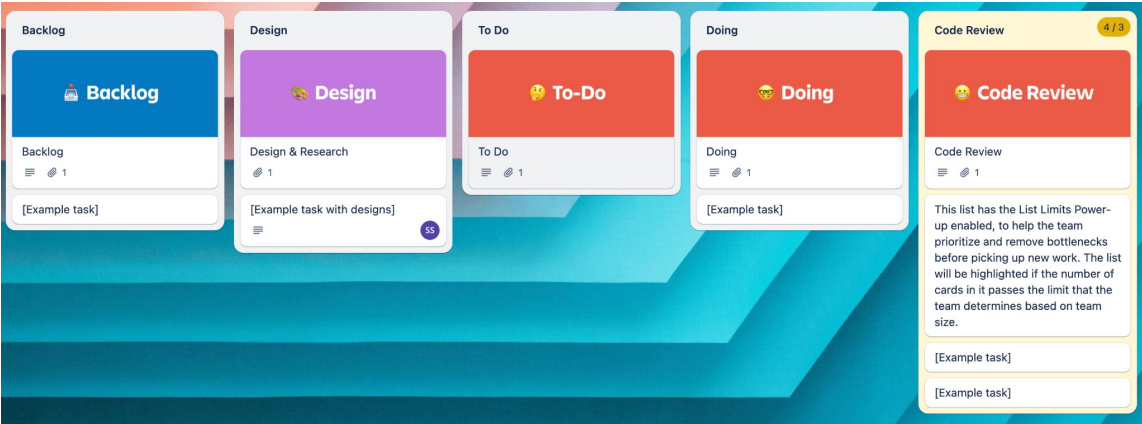 Backlog
Backlog
Backlog
1
[Example task]
Design
Design
Design & Research
1
[Example task with designs]
SS
To Do
To-Do
To Do
1
Doing
Doing
Doing
1
[Example task]
Code Review
4 / 3
Code Review
Code Review
1
This list has the List Limits Power-
up enabled, to help the team
prioritize and remove bottlenecks
before picking up new work. The list
will be highlighted if the number of
cards in it passes the limit that the
team determines based on team
size.
[Example task]
[Example task]